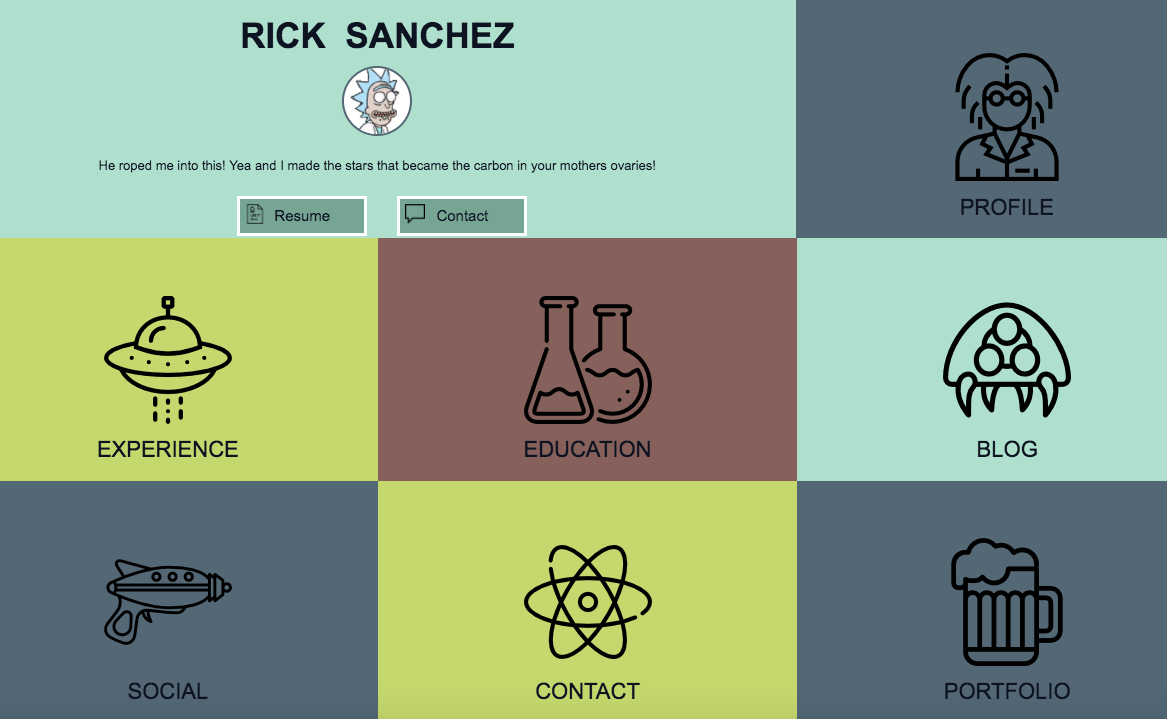 RICK SANCHEZ
He roped me into this! Yea and I made the stars that became the carbon in your mothers ovaries!
Resume
Contact
PROFILE
EXPERIENCE
EDUCATION
BLOG
SOCIAL
CONTACT
PORTFOLIO